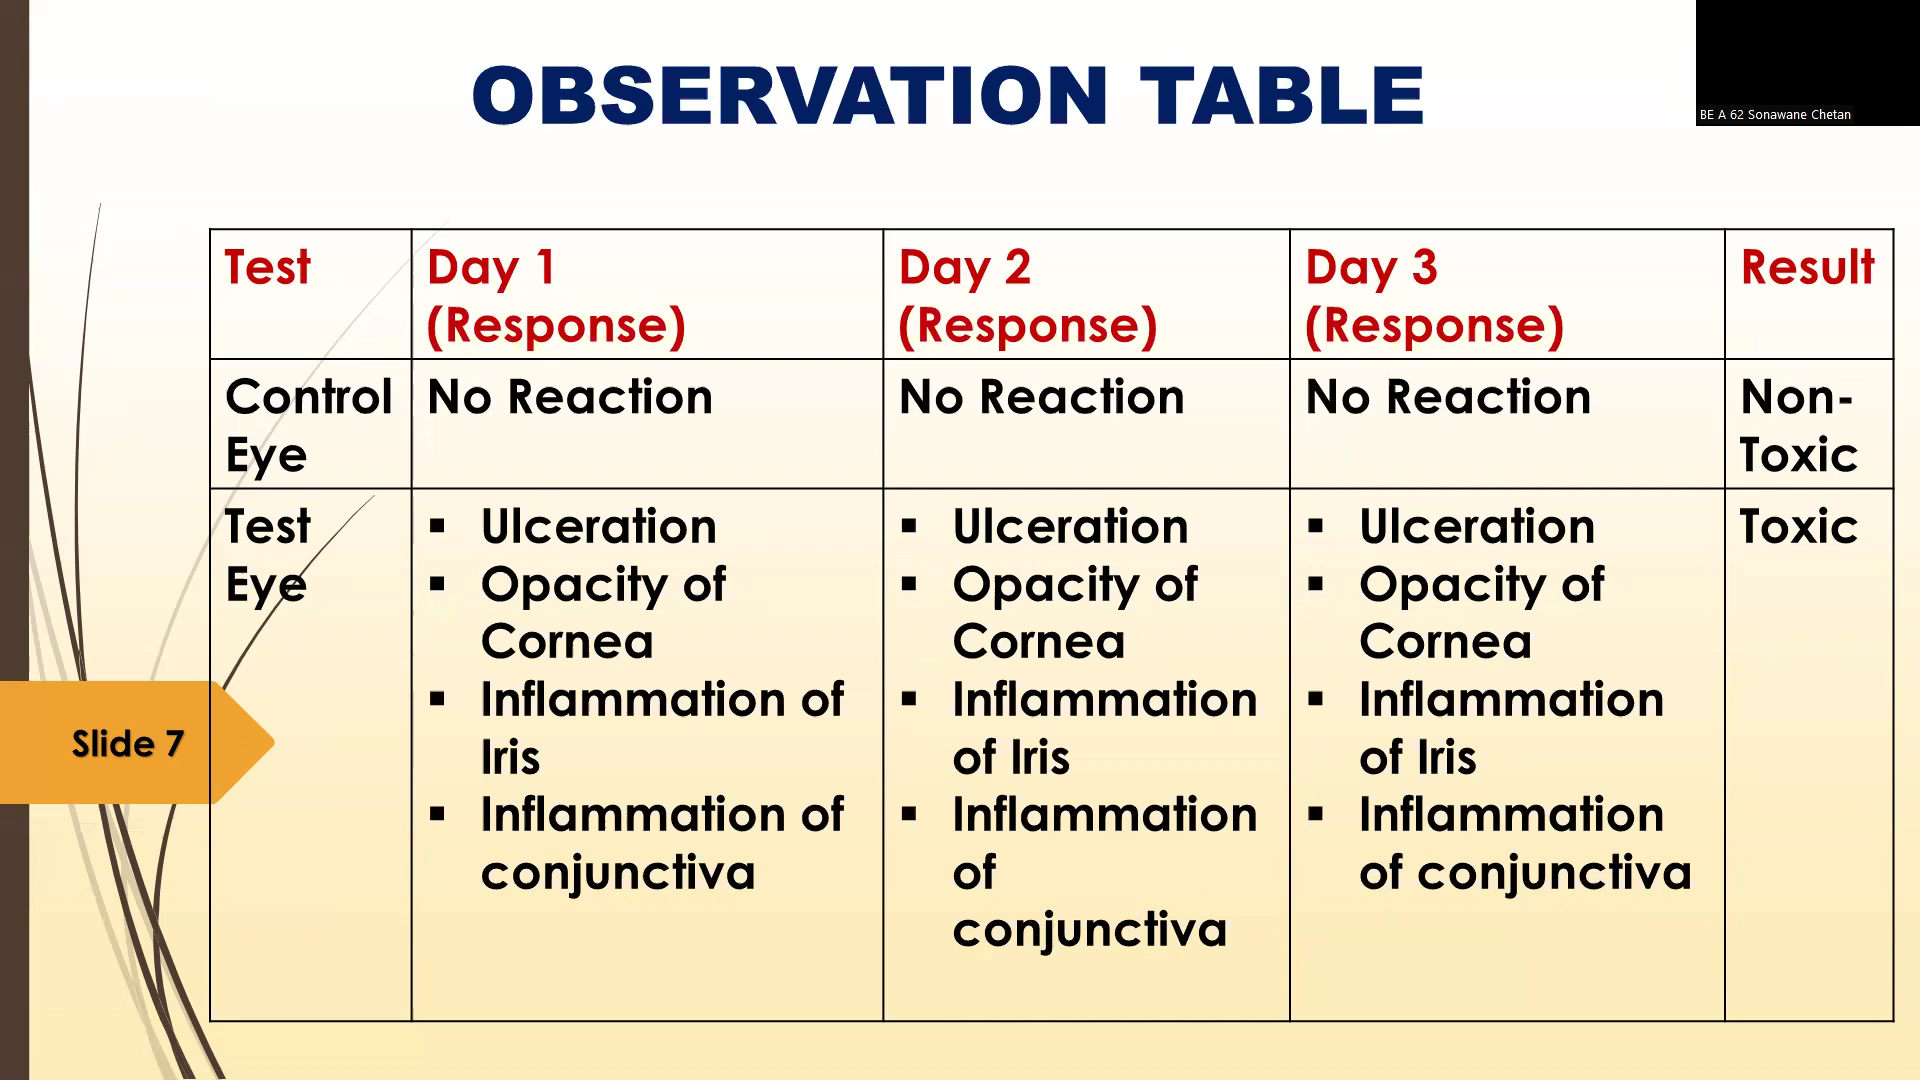 OBSERVATION TABLE
BE A 62 Sonawane Chetan
Test
Day 1
(Response)
Day 2
(Response)
Day 3
(Response)
Result
Control
Eye
No Reaction
No Reaction
No Reaction
Non-
Toxic
Test
Eye
▪ Ulceration
▪ Opacity of
Cornea
▪ Inflammation of
Iris
▪ Inflammation of
conjunctiva
▪ Ulceration
▪ Opacity of
Cornea
▪ Inflammation
of Iris
▪ Inflammation
of
conjunctiva
▪ Ulceration
▪ Opacity of
Cornea
▪ Inflammation
of Iris
▪ Inflammation
of conjunctiva
Toxic
Slide 7